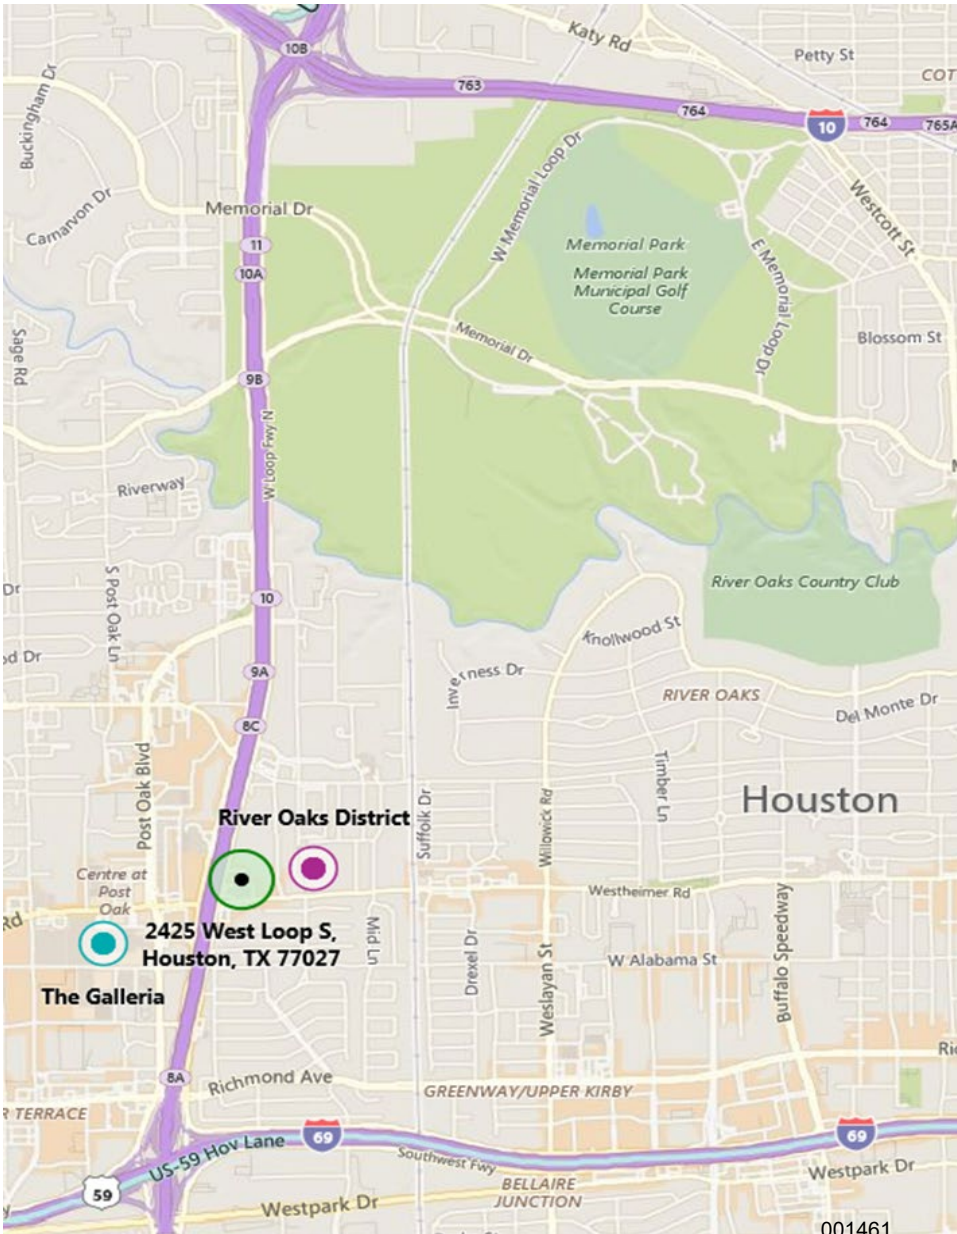 Katy Rd
10B
Petty St
COT
763
764
10
764
765A
Buckingham Dr
W Memorial Loop Dr
Carnarvon Dr
Memorial Dr
Westcott St
11
10A
Memorial Park
Memorial Park
Municipal Golf
Course
E Memorial Loop Dr
Sage Rd
Memorial Dr
Blossom St
9B
W Loop Fwy N
Riverway
Dr
S Post Oak Ln
10
River Oaks Country Club
Knollwood St
od Dr
9A
Inverness Dr
RIVER OAKS
Del Monte Dr
8C
Post Oak Blvd
Timber Ln
Houston
River Oaks District
Suffolk Dr
Willowick Rd
Centre at
Post
Oak
Westheimer Rd
Rd
2425 West Loop S,
Houston, TX 77027
Mid Ln
Drexel Dr
Weslayan St
W Alabama St
Buffalo Speedway
The Galleria
8A
Richmond Ave
Ric
R TERRACE
GREENWAY/UPPER KIRBY
US-59 Hov Lane
69
69
Southwest Fwy
59
Westpark Dr
BELLAIRE
JUNCTION
Westpark Dr
001461